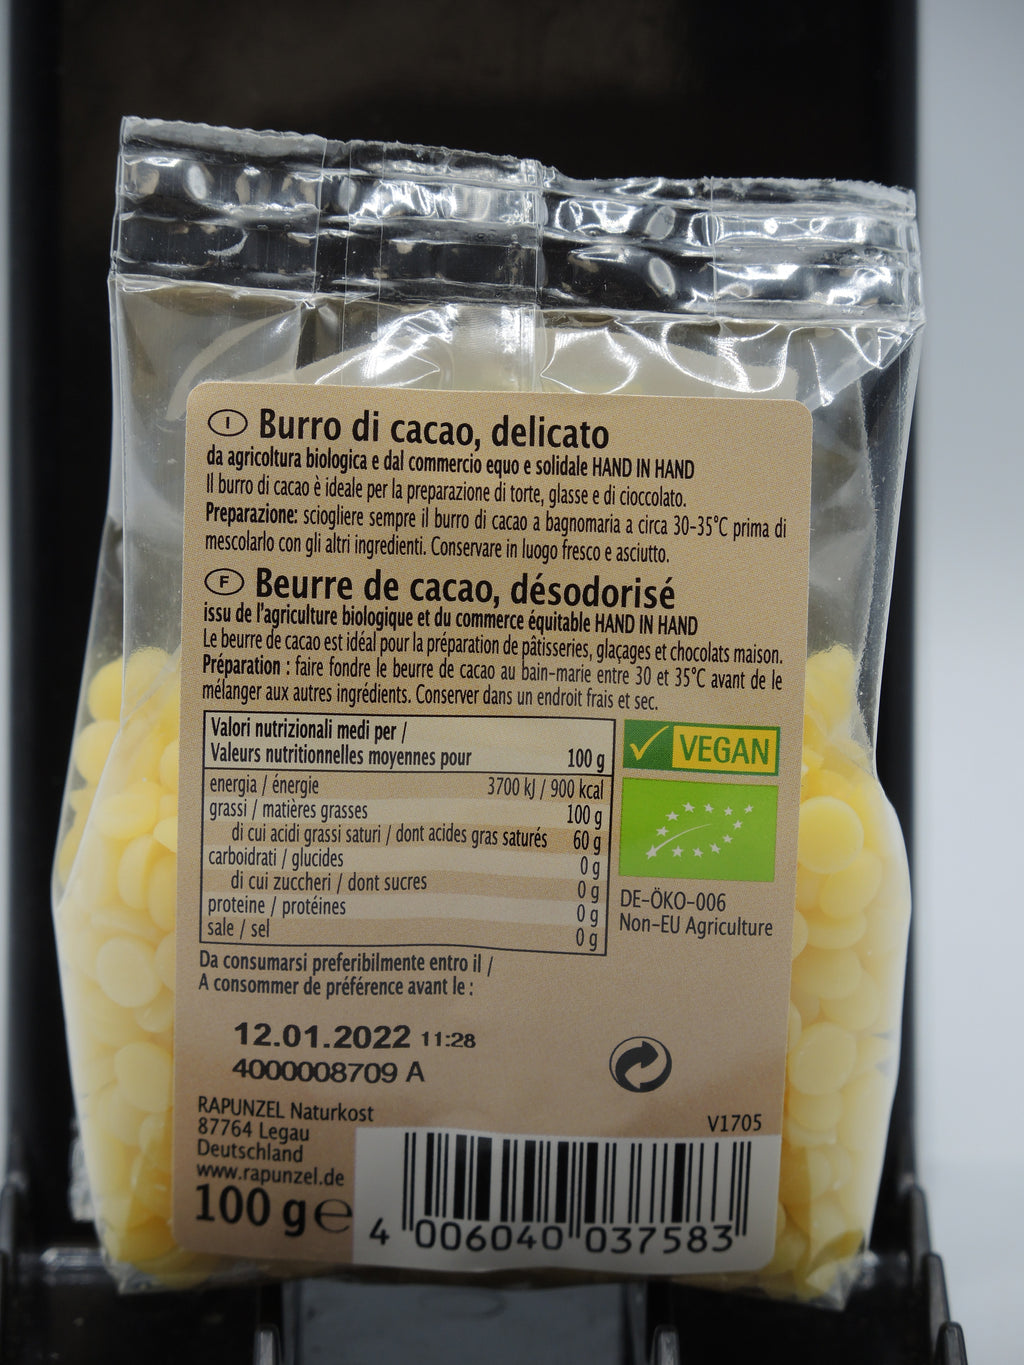 I Burro di cacao, delicato
da agricoltura biologica e dal commercio equo e solidale HAND IN HAND
Il burro di cacao è ideale per la preparazione di torte, glasse e di cioccolato.
Preparazione: sciogliere sempre il burro di cacao a bagnomaria a circa 30-35°C prima di
mescolarlo con gli altri ingredienti. Conservare in luogo fresco e asciutto.
F Beurre de cacao, désodorisé
issu de l'agriculture biologique et du commerce équitable HAND IN HAND
Le beurre de cacao est idéal pour la préparation de pâtisseries, glaçages et chocolats maison.
Préparation : faire fondre le beurre de cacao au bain-marie entre 30 et 35°C avant de le
mélanger aux autres ingrédients. Conserver dans un endroit frais et sec.
Valori nutrizionali medi per /
Valeurs nutritionnelles moyennes pour 100 g
energia / énergie 3700 kJ / 900 kcal
grassi / matières grasses 100 g
di cui acidi grassi saturi / dont acides gras saturés 60 g
carboidrati / glucides 0 g
di cui zuccheri / dont sucres 0 g
proteine / protéines 0 g
sale / sel 0 g
VEGAN
DE-ÖKO-006
Non-EU Agriculture
Da consumarsi preferibilmente entro il /
A consommer de préférence avant le :
12.01.2022 11:28
4000008709 A
RAPUNZEL Naturkost
87764 Legau
Deutschland
www.rapunzel.de
100 g e
V1705
4 006040 037583